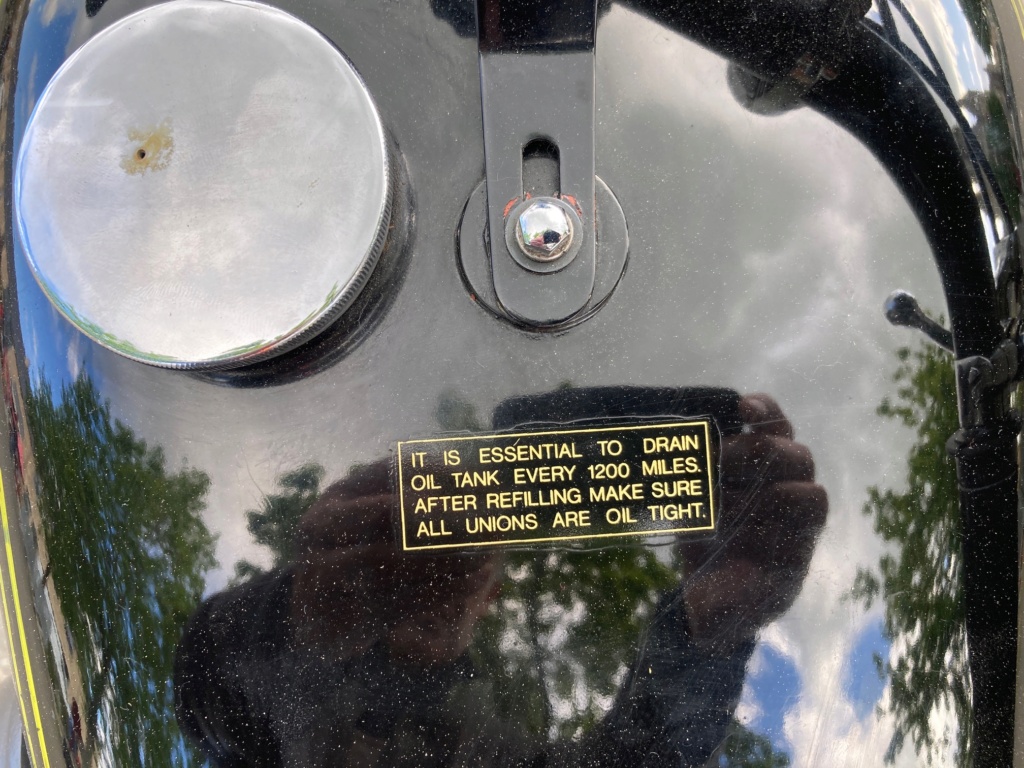 IT IS ESSENTIAL TO DRAIN
OIL TANK EVERY 1200 MILES.
AFTER REFILLING MAKE SURE
ALL UNIONS ARE OIL TIGHT.